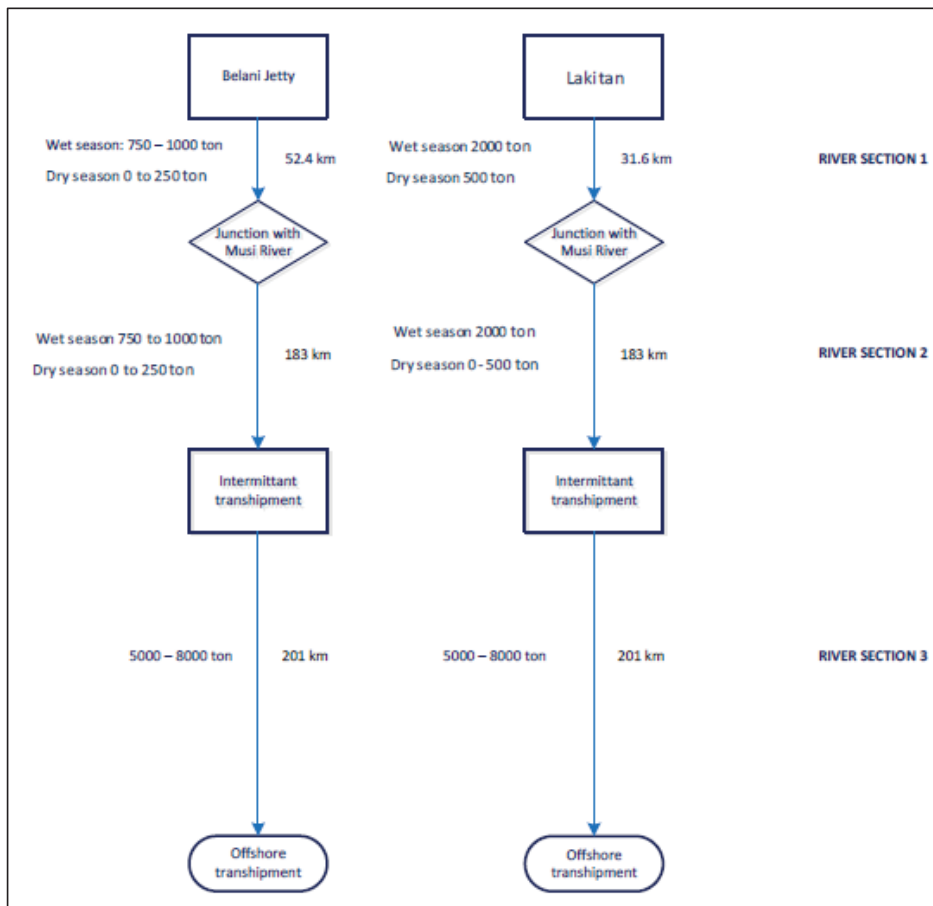 Belani Jetty
Lakitan
Wet season: 750 – 1000 ton
Dry season 0 to 250 ton
52.4 km
Wet season 2000 ton
Dry season 500 ton
31.6 km
RIVER SECTION 1
Junction with
Musi River
Junction with
Musi River
Wet season 750 to 1000 ton
Dry season 0 to 250 ton
183 km
Wet season 2000 ton
Dry season 0 - 500 ton
183 km
RIVER SECTION 2
Intermittant
transhipment
Intermittant
transhipment
5000 – 8000 ton
201 km
5000 – 8000 ton
201 km
RIVER SECTION 3
Offshore
transhipment
Offshore
transhipment